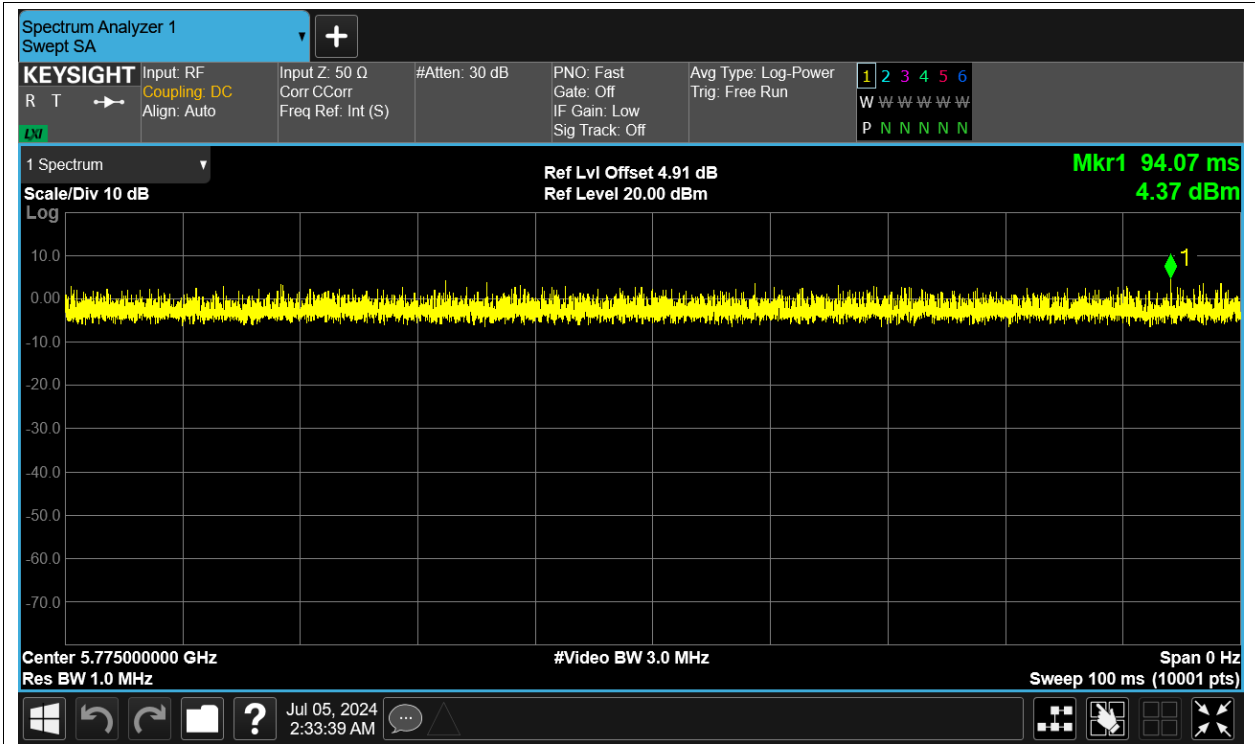 Spectrum Analyzer 1
Swept SA
+
KEYSIGHT
R T
LXI
Input: RF
Coupling: DC
Align: Auto
Input Z: 50 Ω
Corr CCorr
Freq Ref: Int (S)
#Atten: 30 dB
PNO: Fast
Gate: Off
IF Gain: Low
Sig Track: Off
Avg Type: Log-Power
Trig: Free Run
1 2 3 4 5 6
W W W W W W
P N N N N N
1 Spectrum
Scale/Div 10 dB
Log
Ref Lvl Offset 4.91 dB
Ref Level 20.00 dBm
Mkr1 94.07 ms
4.37 dBm
1
10.0
0.00
-10.0
-20.0
-30.0
-40.0
-50.0
-60.0
-70.0
Center 5.775000000 GHz
Res BW 1.0 MHz
#Video BW 3.0 MHz
Span 0 Hz
Sweep 100 ms (10001 pts)
?
Jul 05, 2024
2:33:39 AM